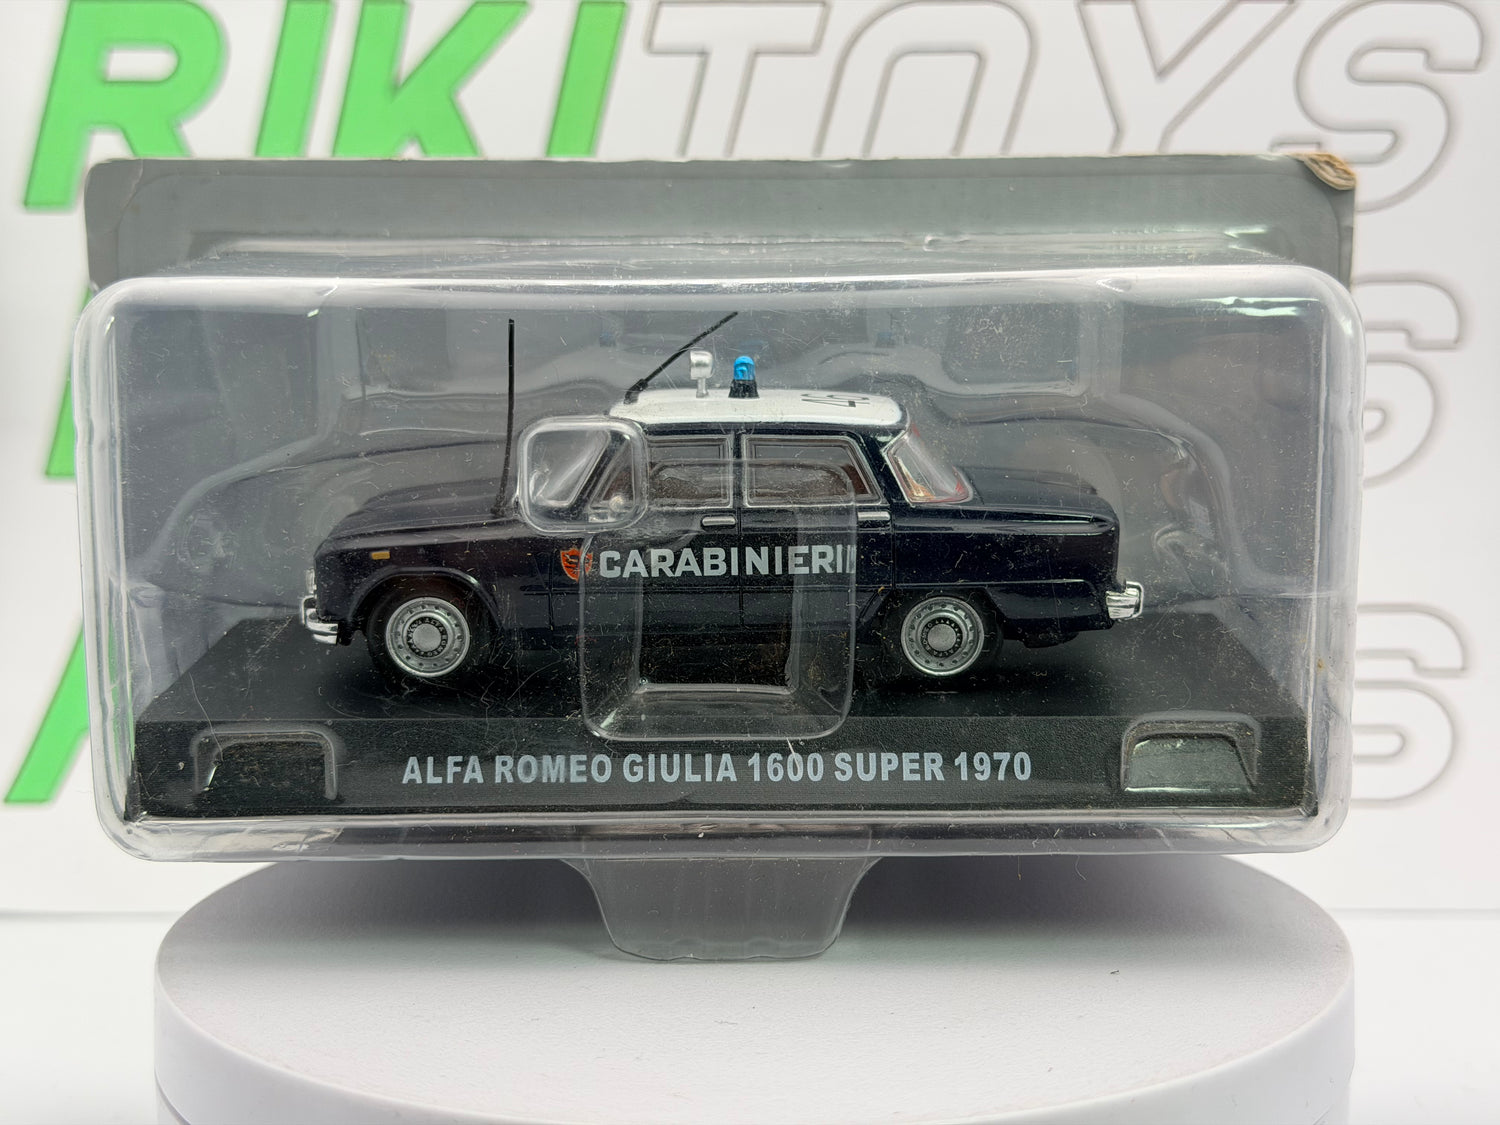 RIKITOYS
CARABINIERI
ALFA ROMEO GIULIA 1600 SUPER 1970